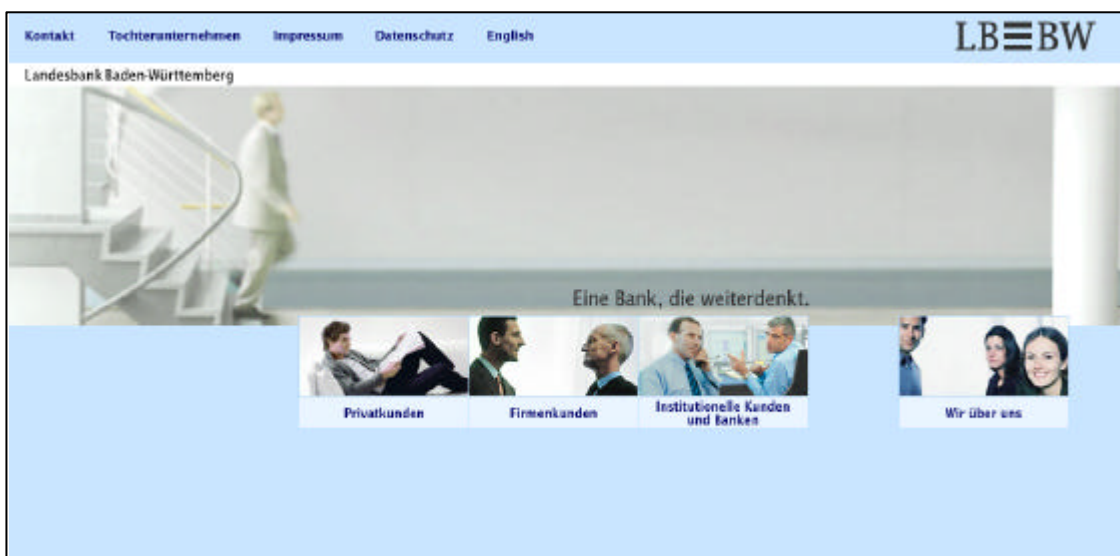 Kontakt Tochterunternehmen Impressum Datenschutz English
LB≡BW
Landesbank Baden-Württemberg
Eine Bank, die weiterdenkt.
Privatkunden
Firmenkunden
Institutionelle Kunden
und Banken
Wir über uns